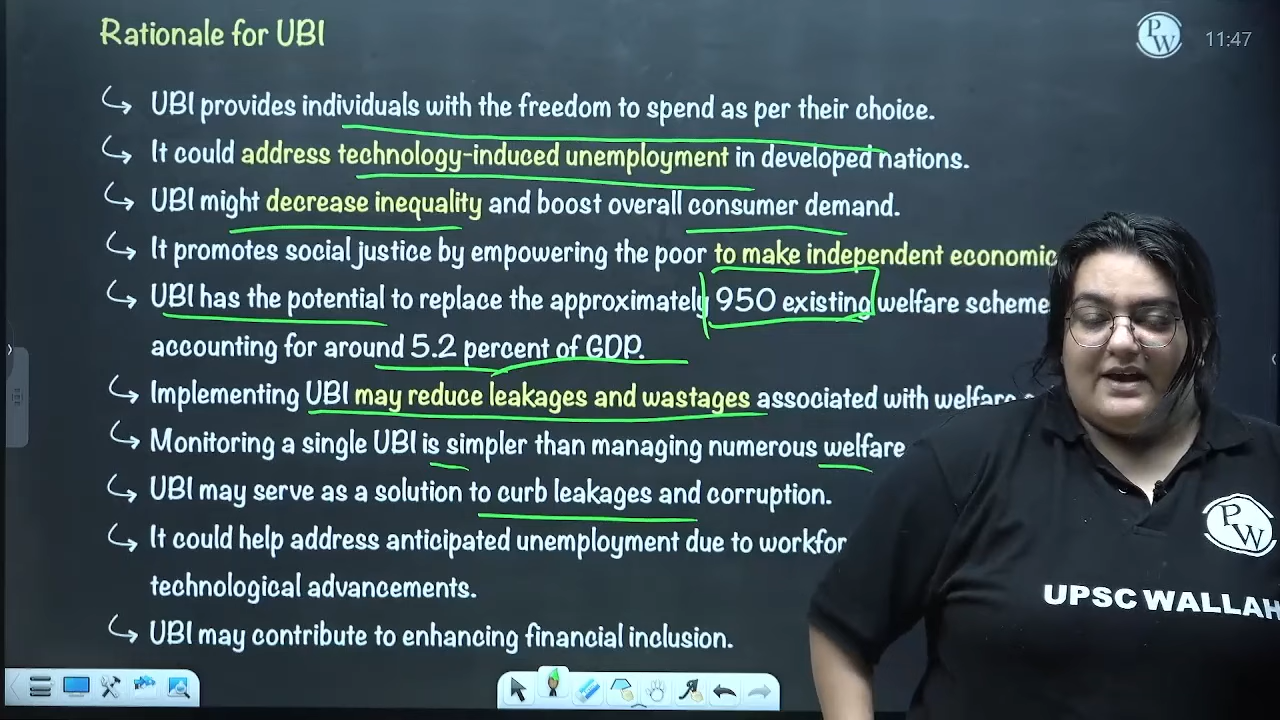 Rationale for UBI
PW
11:47
UBI provides individuals with the freedom to spend as per their choice.
It could address technology-induced unemployment in developed nations.
UBI might decrease inequality and boost overall consumer demand.
It promotes social justice by empowering the poor to make independent economic
UBI has the potential to replace the approximately 950 existing welfare scheme
accounting for around 5.2 percent of GDP.
Implementing UBI may reduce leakages and wastages associated with welfare
Monitoring a single UBI is simpler than managing numerous welfare
UBI may serve as a solution to curb leakages and corruption.
It could help address anticipated unemployment due to workfor
technological advancements.
UBI may contribute to enhancing financial inclusion.
PW
UPSC WALLAH